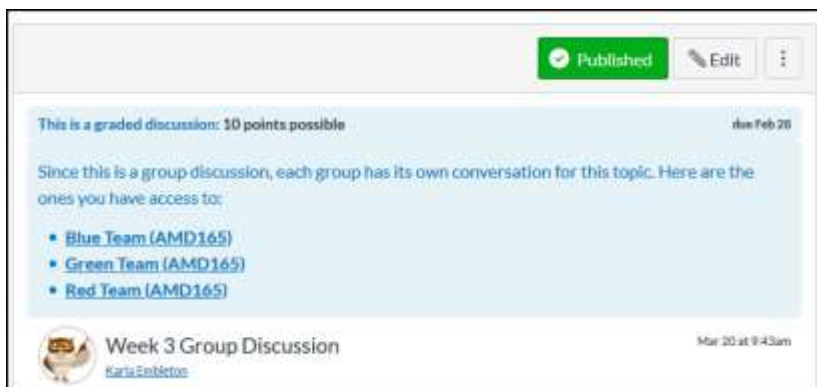 Published Edit
This is a graded discussion: 10 points possible due Feb 28
Since this is a group discussion, each group has its own conversation for this topic. Here are the
ones you have access to:
Blue Team (AMD165)
Green Team (AMD165)
Red Team (AMD165)
Week 3 Group Discussion Mar 20 at 9:43am
Karla Embleton